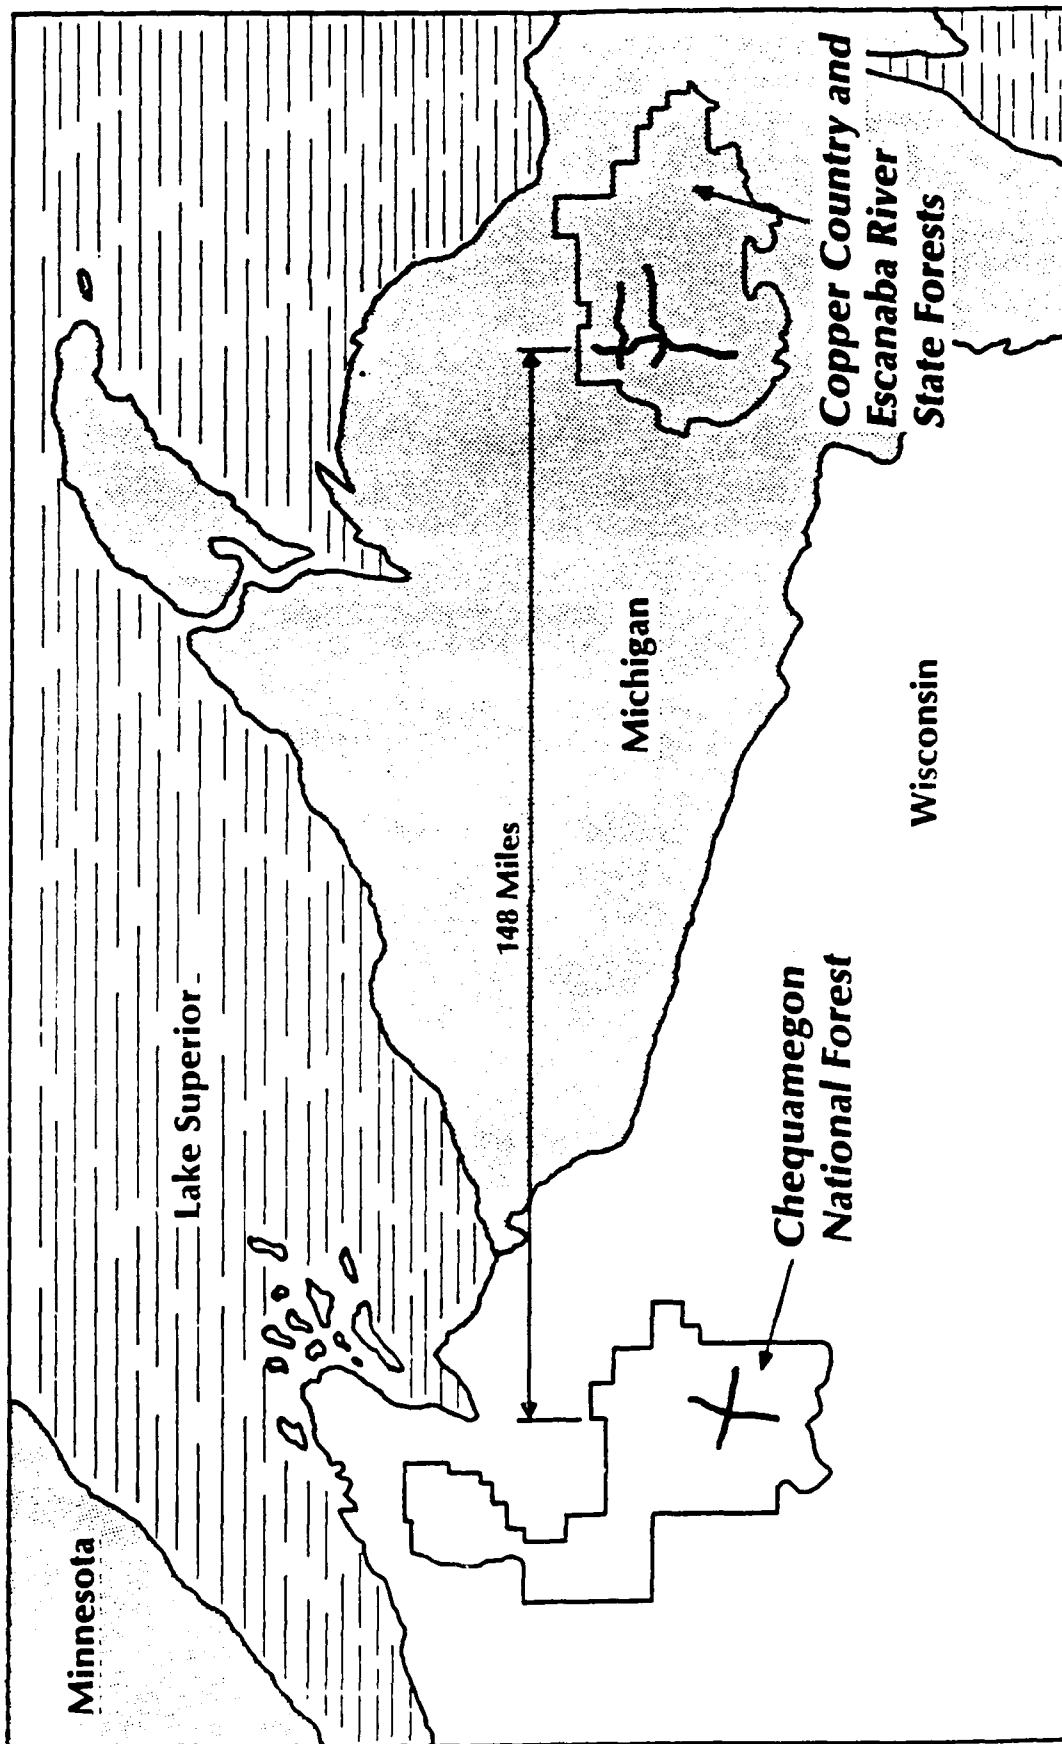 Minnesota
Lake Superior
148 Miles
Michigan
Wisconsin
Chequamegon
National Forest
Copper Country and
Escanaba River
State Forests